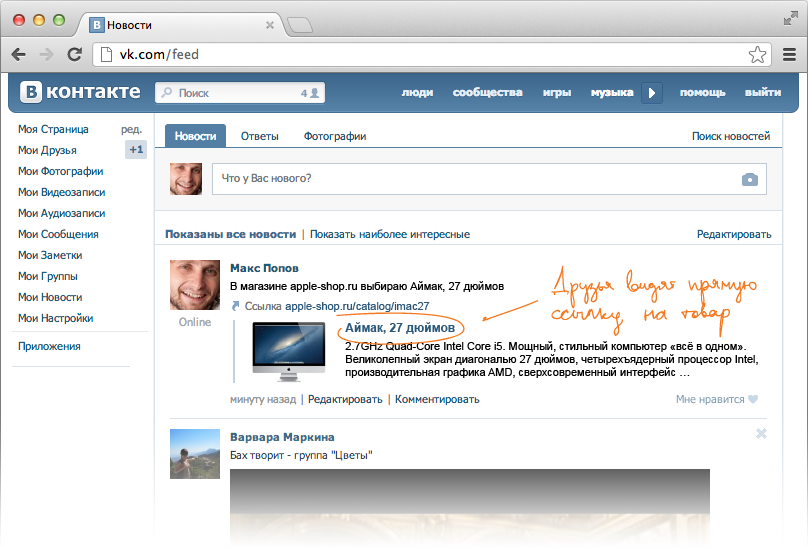 Новости
vk.com/feed
В контакте
Поиск
4
люди
сообщества
игры
музыка
помощь
выйти
Моя Страница
ред.
Мои Друзья
+1
Мои Фотографии
Мои Видеозаписи
Мои Аудиозаписи
Мои Сообщения
Мои Заметки
Мои Группы
Мои Новости
Мои Настройки
Приложения
Новости
Ответы
Фотографии
Поиск новостей
Что у Вас нового?
Показаны все новости | Показать наиболее интересные
Редактировать
Макс Попов
В магазине apple-shop.ru выбираю Аймак, 27 дюймов
Ссылка apple-shop.ru/catalog/imac27
Online
Аймак, 27 дюймов
2.7GHz Quad-Core Intel Core i5. Мощный, стильный компьютер «всё в одном».
Великолепный экран диагональю 27 дюймов, четырехъядерный процессор Intel,
производительная графика AMD, сверхсовременный интерфейс ...
Друзья видят прямую
ссылку на товар
минуту назад | Редактировать | Комментировать
Мне нравится
Варвара Маркина
Бах творит - группа "Цветы"